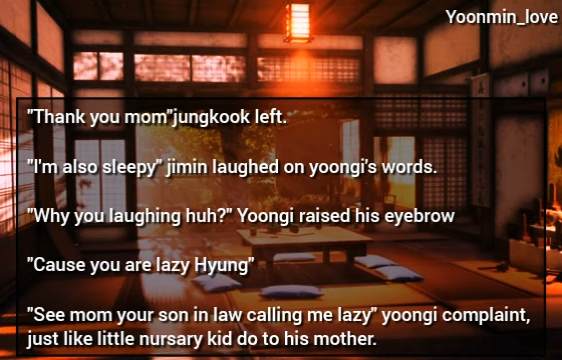 Yoonmin_love
"Thank you mom"jungkook left.
"I'm also sleepy" jimin laughed on yoongi's words.
"Why you laughing huh?" Yoongi raised his eyebrow
"Cause you are lazy Hyung"
"See mom your son in law calling me lazy" yoongi complaint,
just like little nursary kid do to his mother.